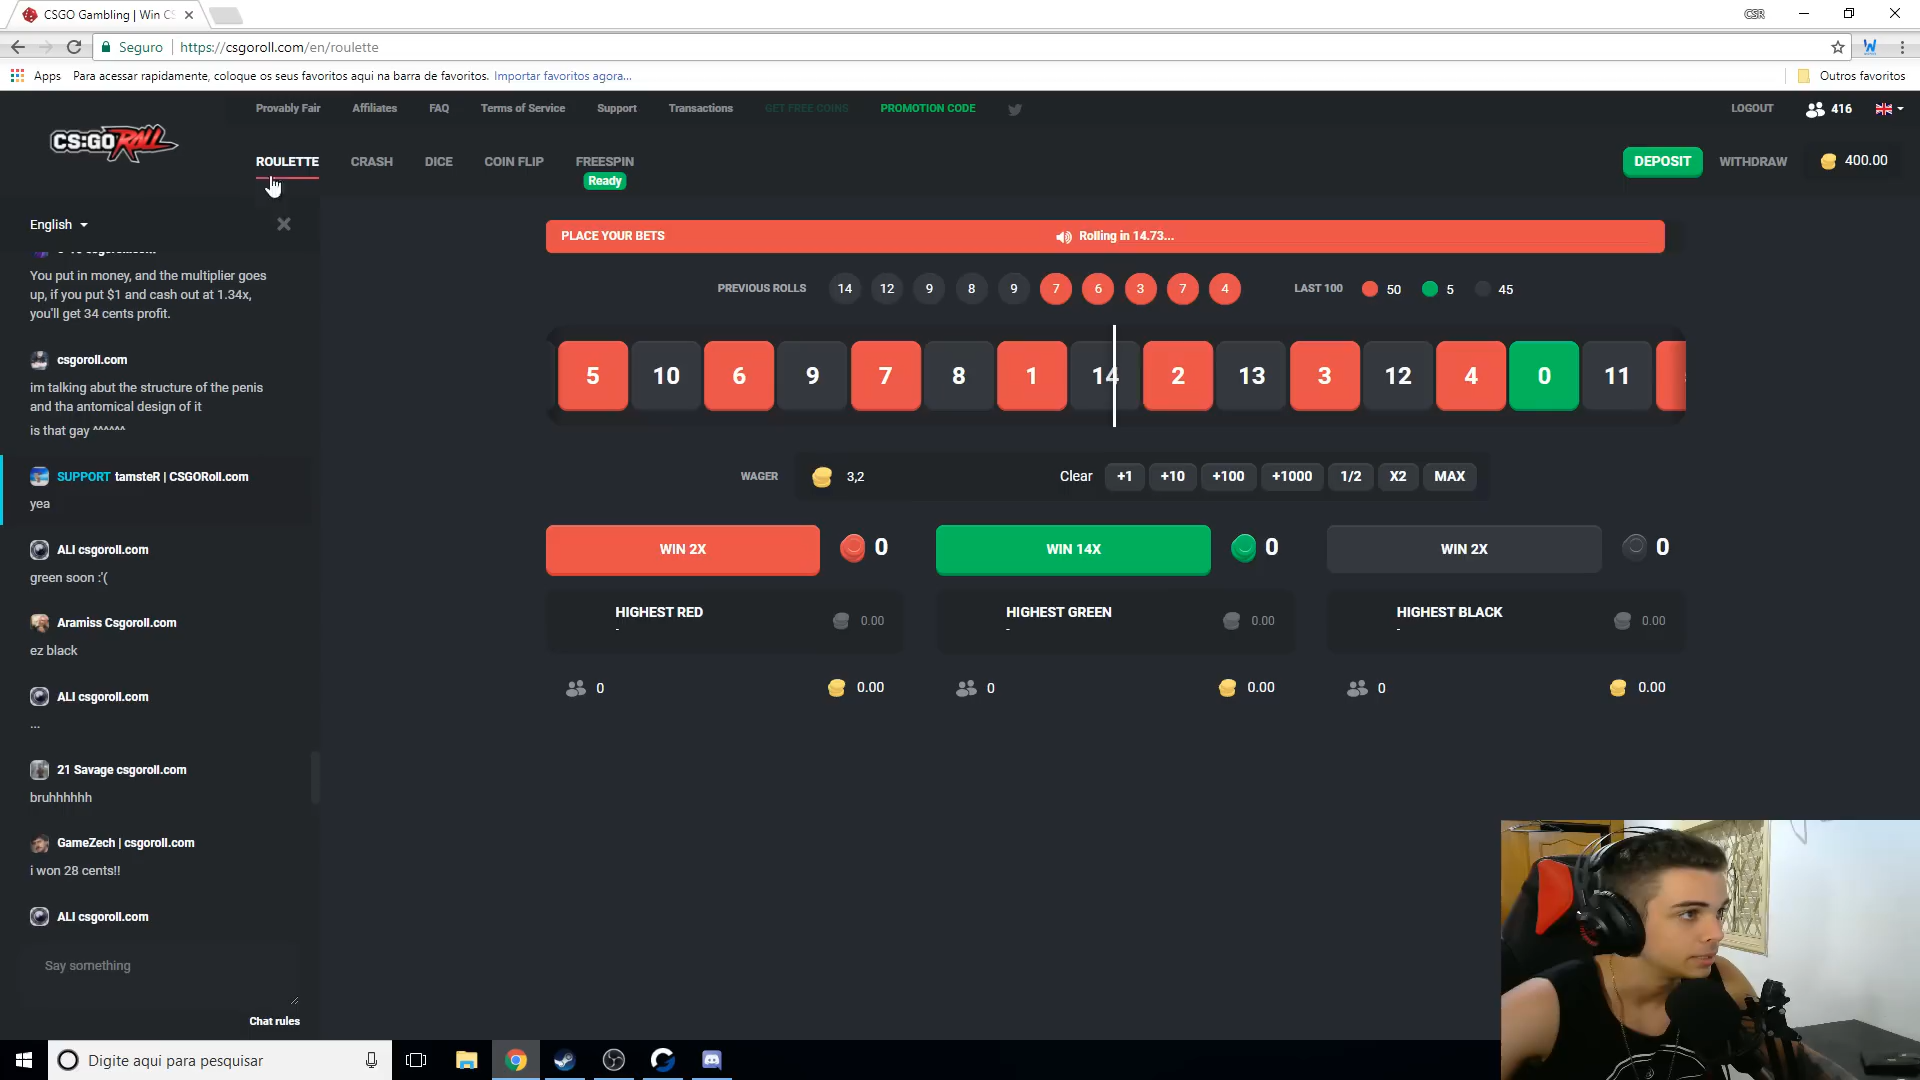 CSGO Gambling | Win CS
CSR
Seguro
https://csgoroll.com/en/roulette
Apps
Para acessar rapidamente, coloque os seus favoritos aqui na barra de favoritos.
Importar favoritos agora...
Outros favoritos
Provably Fair
Affiliates
FAQ
Terms of Service
Support
Transactions
GET FREE COINS
PROMOTION CODE
LOGOUT
416
CS:GO ROLL
ROULETTE
CRASH
DICE
COIN FLIP
FREESPIN
Ready
DEPOSIT
WITHDRAW
400.00
English
You put in money, and the multiplier goes
up, if you put $1 and cash out at 1.34x,
you'll get 34 cents profit.
csgoroll.com
im talking abut the structure of the penis
and tha antomical design of it
is that gay ^^^^^^
SUPPORT tamsteR | CSGORoll.com
yea
ALI csgoroll.com
green soon :'(
Aramiss Csgoroll.com
ez black
ALI csgoroll.com
...
21 Savage csgoroll.com
bruhhhhhh
GameZech | csgoroll.com
i won 28 cents!!
ALI csgoroll.com
Say something
Chat rules
PLACE YOUR BETS
Rolling in 14.73...
PREVIOUS ROLLS
14 12 9 8 9 7 6 3 7 4
LAST 100
50
5
45
5 10 6 9 7 8 1 14 2 13 3 12 4 0 11
WAGER
3,2
Clear
+1
+10
+100
+1000
1/2
X2
MAX
WIN 2X
0
WIN 14X
0
WIN 2X
0
HIGHEST RED
-
0.00
HIGHEST GREEN
-
0.00
HIGHEST BLACK
-
0.00
0
0.00
0
0.00
0
0.00
Digite aqui para pesquisar